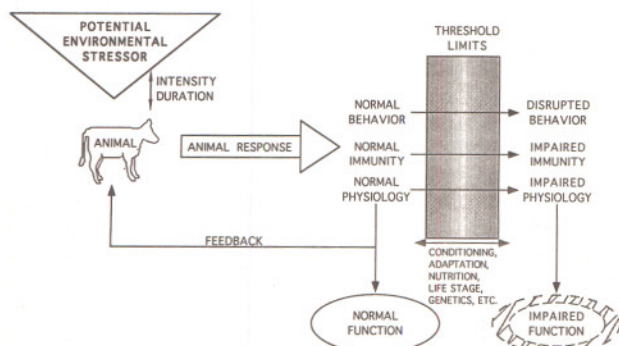 POTENTIAL
ENVIRONMENTAL
STRESSOR
INTENSITY
DURATION
ANIMAL
ANIMAL RESPONSE
THRESHOLD
LIMITS
NORMAL
BEHAVIOR
DISRUPTED
BEHAVIOR
NORMAL
IMMUNITY
IMPAIRED
IMMUNITY
NORMAL
PHYSIOLOGY
IMPAIRED
PHYSIOLOGY
FEEDBACK
CONDITIONING,
ADAPTATION,
NUTRITION,
LIFE STAGE,
GENETICS, ETC.
NORMAL
FUNCTION
IMPAIRED
FUNCTION